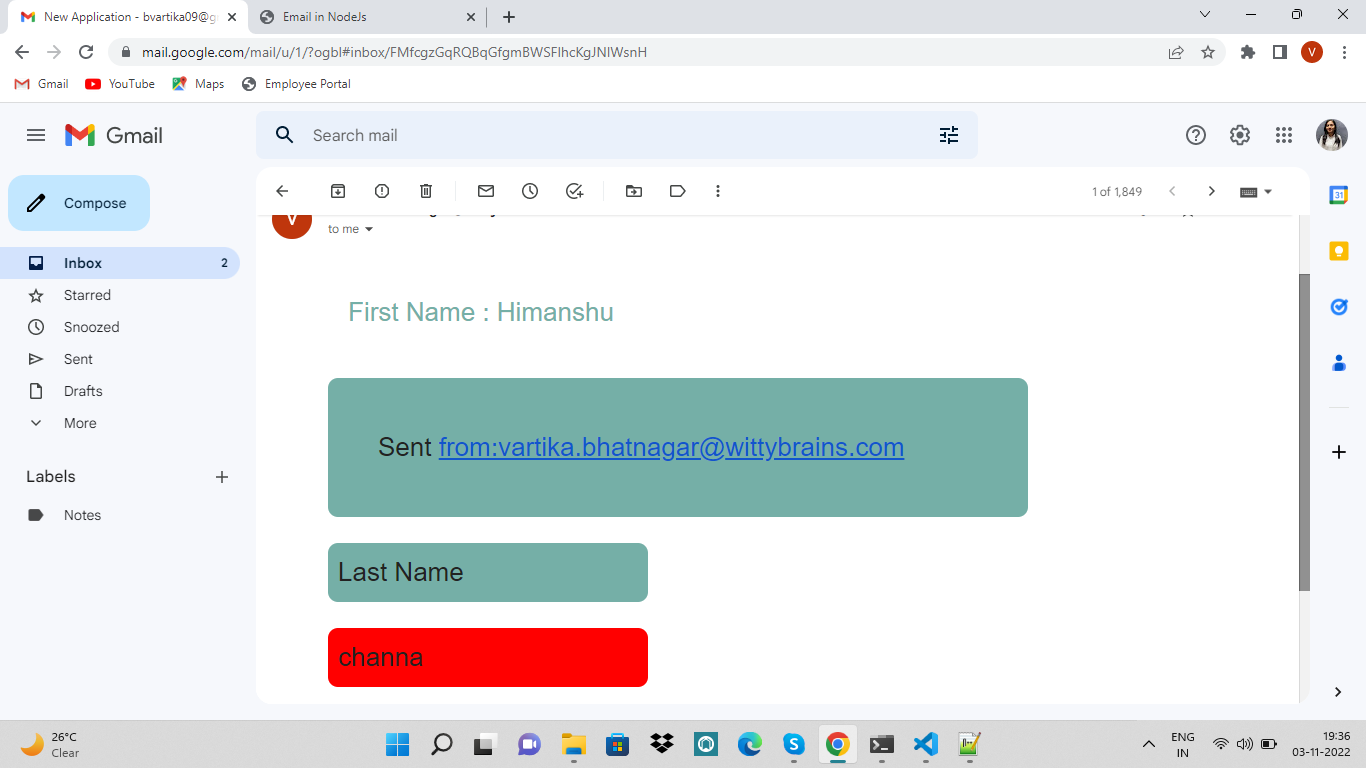 New Application - bvartika09@g
Email in NodeJs
mail.google.com/mail/u/1/?ogbl#inbox/FMfcgzGqRQBqGfgmBWSFlhcKgJNlWsnH
V
Gmail
YouTube
Maps
Employee Portal
Gmail
Search mail
Compose
1 of 1,849
31
V
to me
Inbox 2
Starred
Snoozed
Sent
Drafts
More
Labels
Notes
First Name : Himanshu
Sent from:vartika.bhatnagar@wittybrains.com
Last Name
channa
26°C
Clear
ENG
IN
19:36
03-11-2022